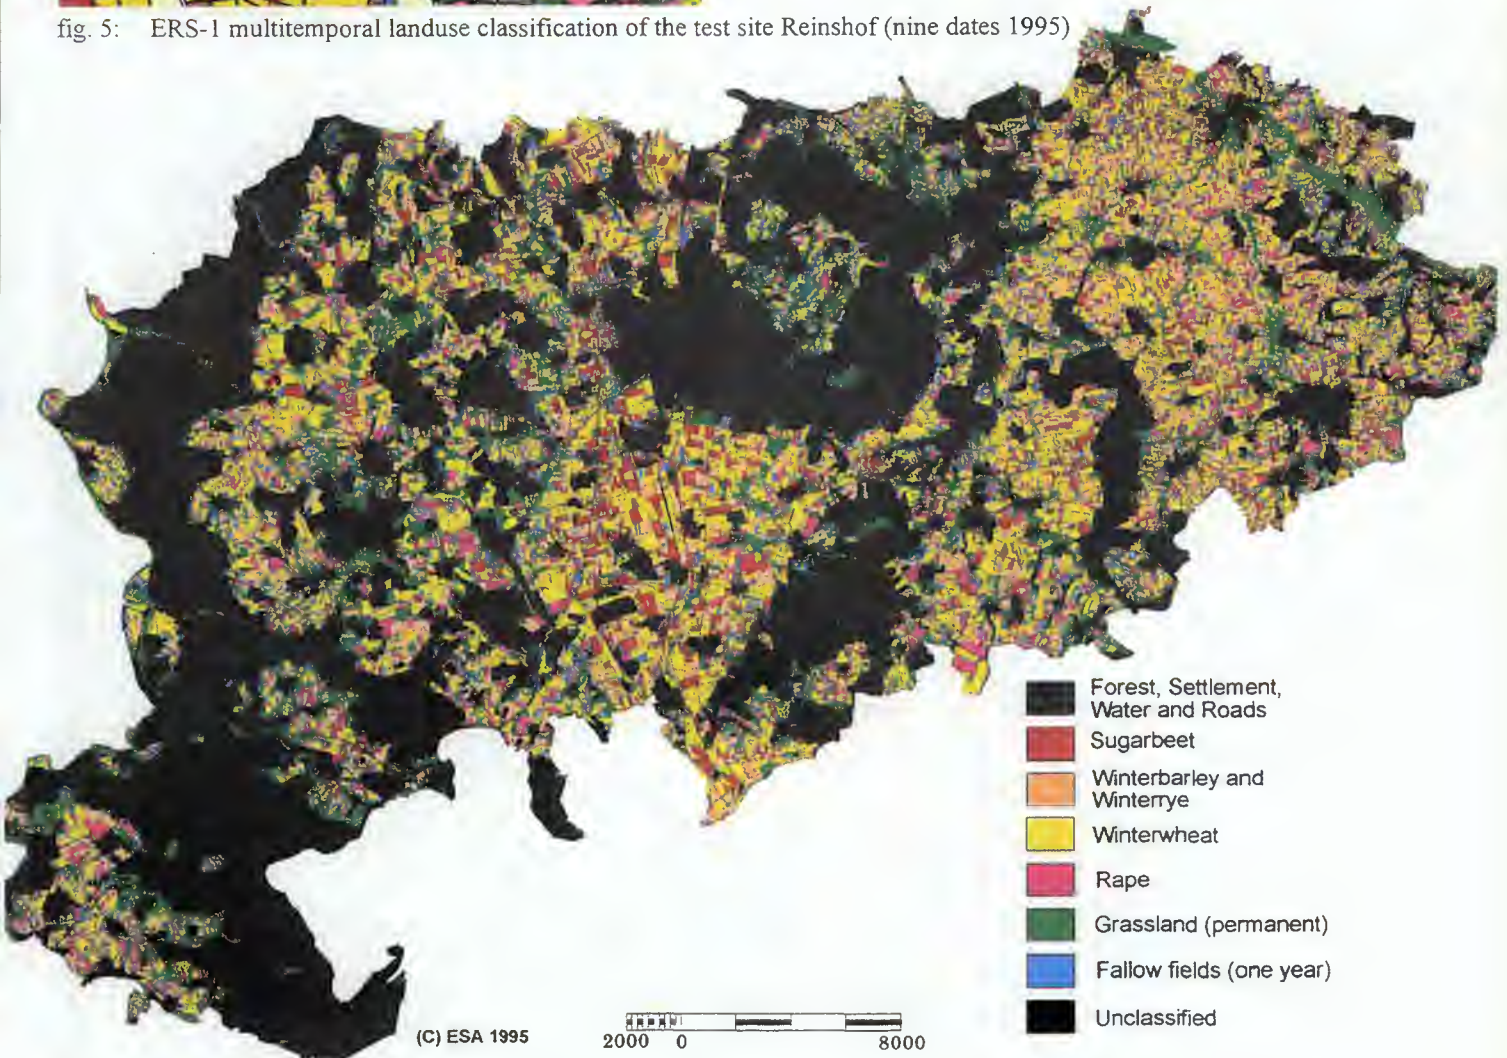 fig. 5: ERS-1 multitemporal landuse classification of the test site Reinshof (nine dates 1995)
Forest, Settlement,
Water and Roads
Sugarbeet
Winterbarley and
Winterrye
Winterwheat
Rape
Grassland (permanent)
Fallow fields (one year)
Unclassified
(C) ESA 1995
2000 0 8000